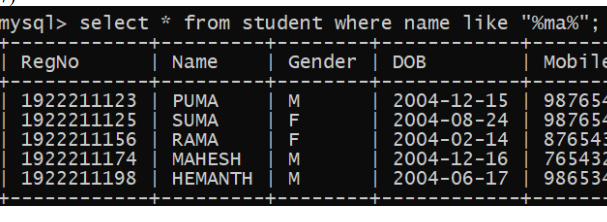 mysql> select * from student where name like "%ma%";
| RegNo | Name | Gender | DOB | Mobile
| 1922211123 | PUMA | M | 2004-12-15 | 987654
| 1922211125 | SUMA | F | 2004-08-24 | 987654
| 1922211156 | RAMA | F | 2004-02-14 | 876543
| 1922211174 | MAHESH | M | 2004-12-16 | 765432
| 1922211198 | HEMANTH | M | 2004-06-17 | 986534